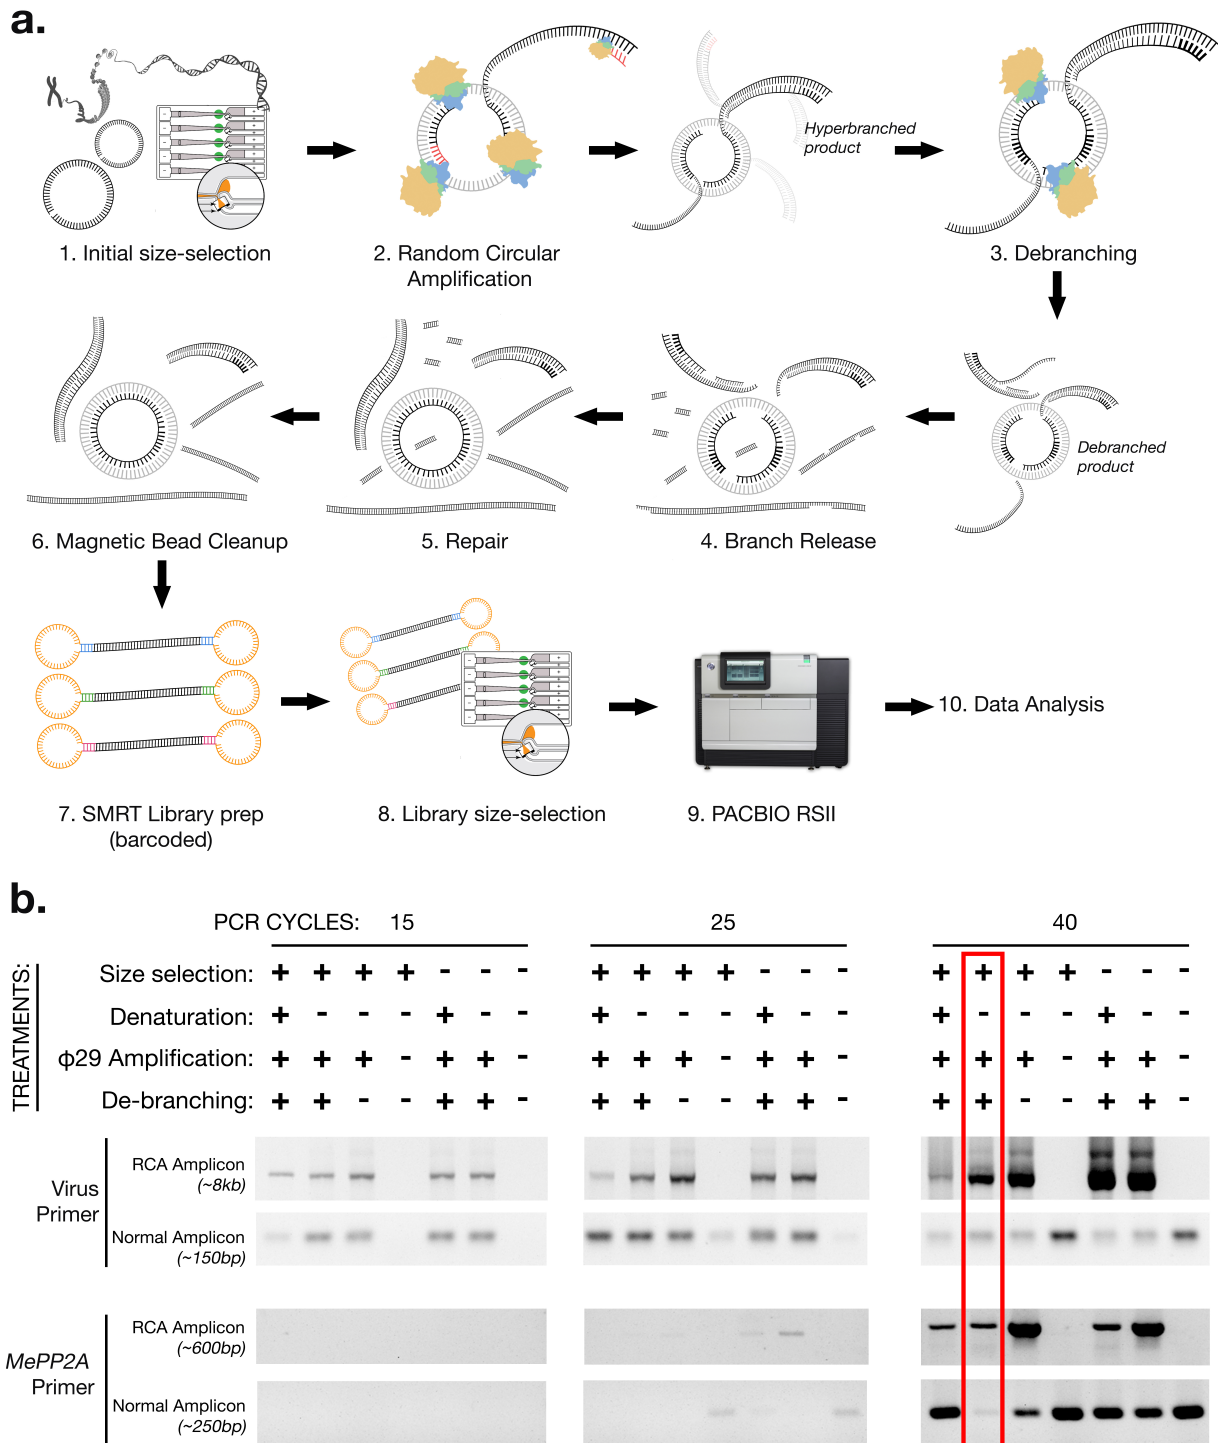 a.
Hyperbranched
product
1. Initial size-selection
2. Random Circular
Amplification
3. Debranching
Debranched
product
6. Magnetic Bead Cleanup
5. Repair
4. Branch Release
10. Data Analysis
7. SMRT Library prep
(barcoded)
8. Library size-selection
9. PACBIO RSII
b.
PCR CYCLES: 15 25 40
TREATMENTS:
Size selection: + + + + - - - + + + + - - - + + + + - - -
Denaturation: + - - - + - - + - - - + - - + - - - + - -
φ29 Amplification: + + + - + + - + + + - + + - + + + - + + -
De-branching: + + - - + + - + + - - + + - + + - - + + -
Virus
Primer
RCA Amplicon
(~8kb)
Normal Amplicon
(~150bp)
MePP2A
Primer
RCA Amplicon
(~600bp)
Normal Amplicon
(~250bp)